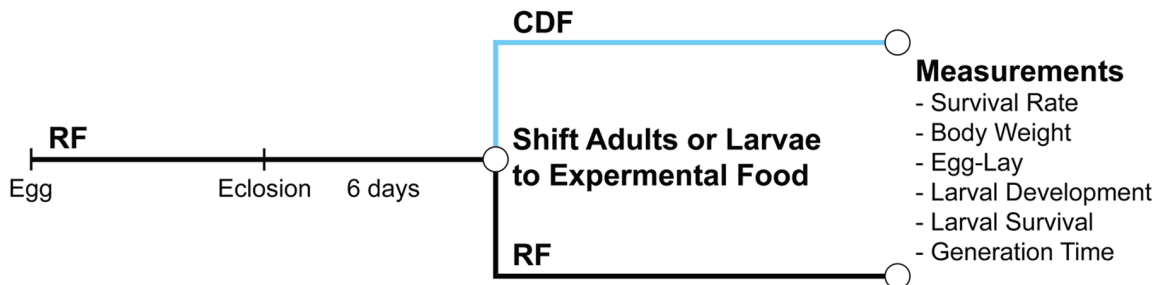 CDF
Measurements
- Survival Rate
- Body Weight
- Egg-Lay
- Larval Development
- Larval Survival
- Generation Time
RF
Shift Adults or Larvae
to Expermental Food
Egg
Eclosion
6 days
RF